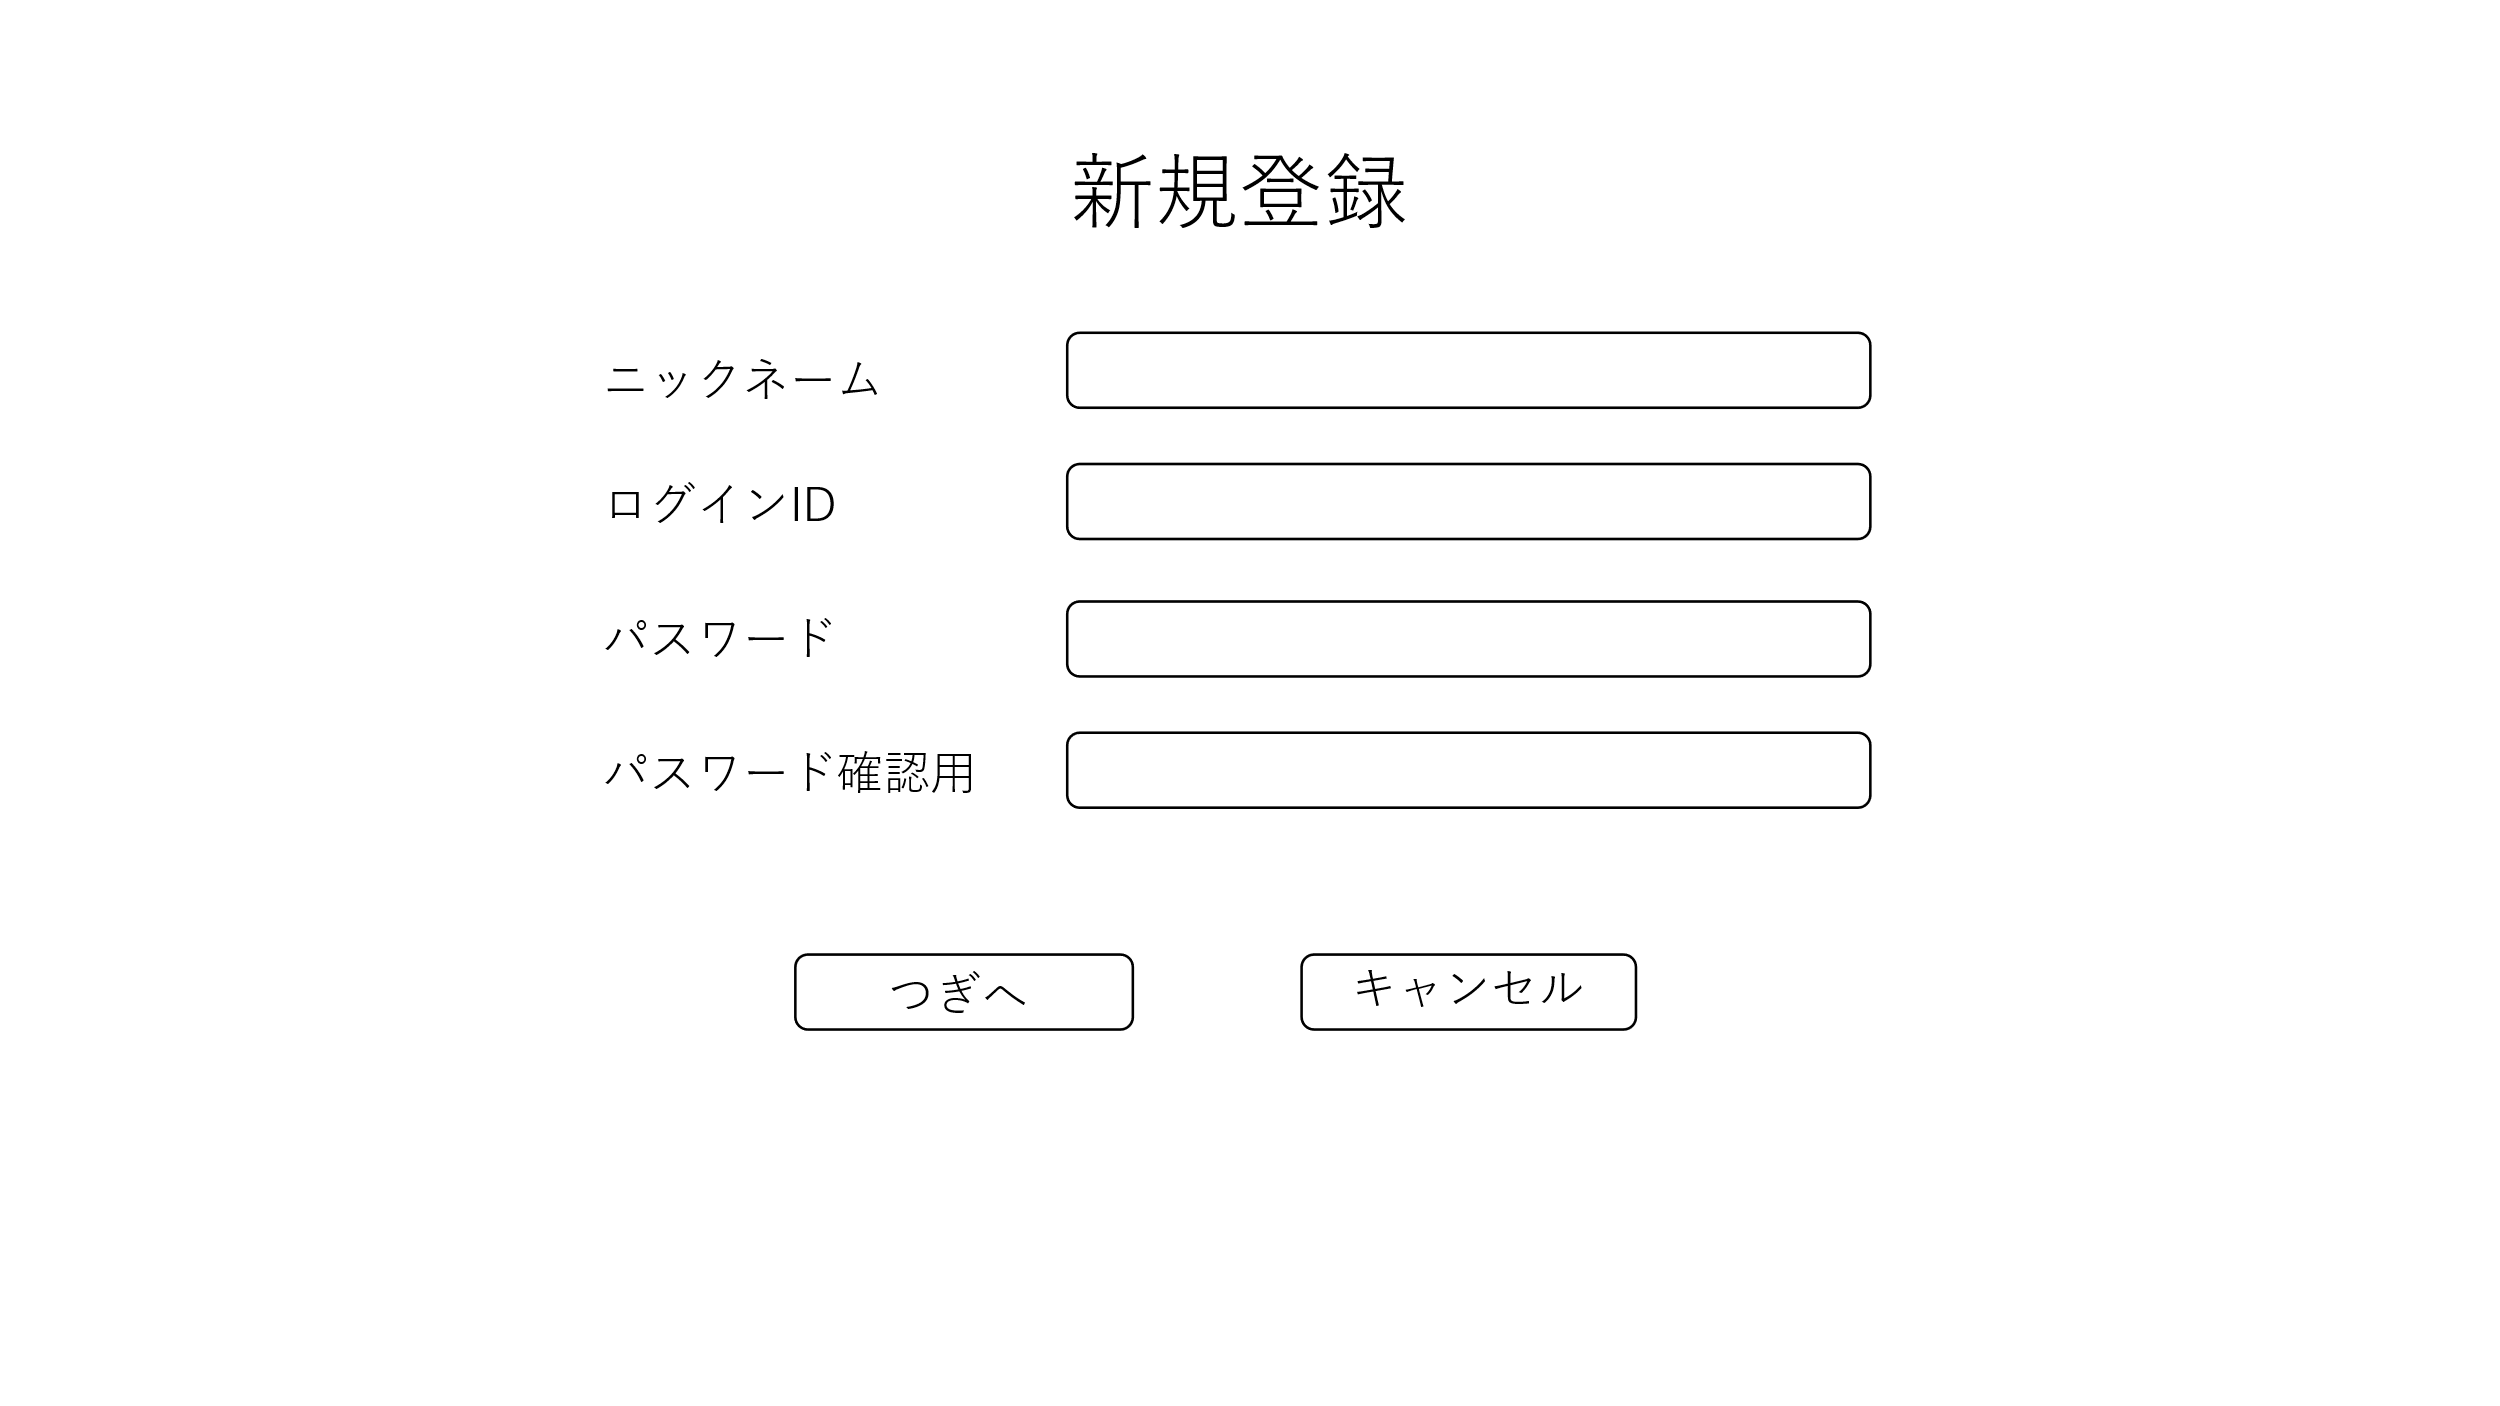 新規登録
ニックネーム
ログインID
パスワード
パスワード確認用
つぎへ
キャンセル